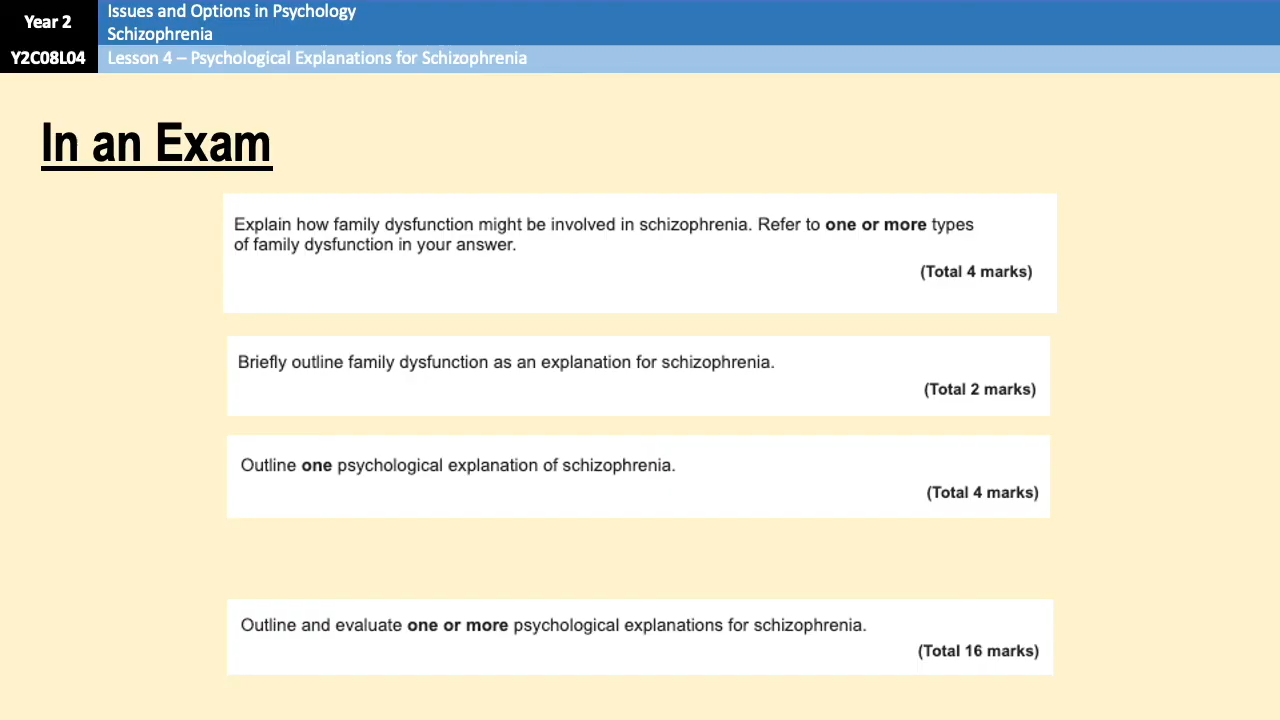 Year 2
Issues and Options in Psychology
Schizophrenia
Y2C08L04
Lesson 4 – Psychological Explanations for Schizophrenia
In an Exam
Explain how family dysfunction might be involved in schizophrenia. Refer to one or more types
of family dysfunction in your answer.
(Total 4 marks)
Briefly outline family dysfunction as an explanation for schizophrenia.
(Total 2 marks)
Outline one psychological explanation of schizophrenia.
(Total 4 marks)
Outline and evaluate one or more psychological explanations for schizophrenia.
(Total 16 marks)